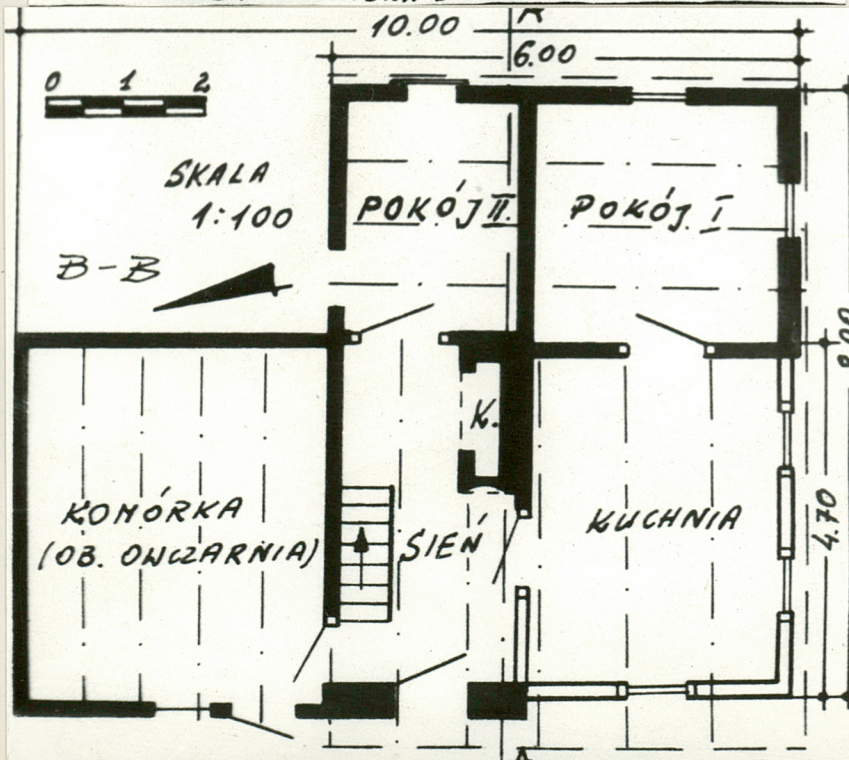 10.00
6.00
0 1 2
SKALA
1:100
B-B
POKÓJ II.
POKÓJ I
K.
KOMÓRKA
(OB. OWCZARNIA)
SIEŃ
KUCHNIA
4.70
A